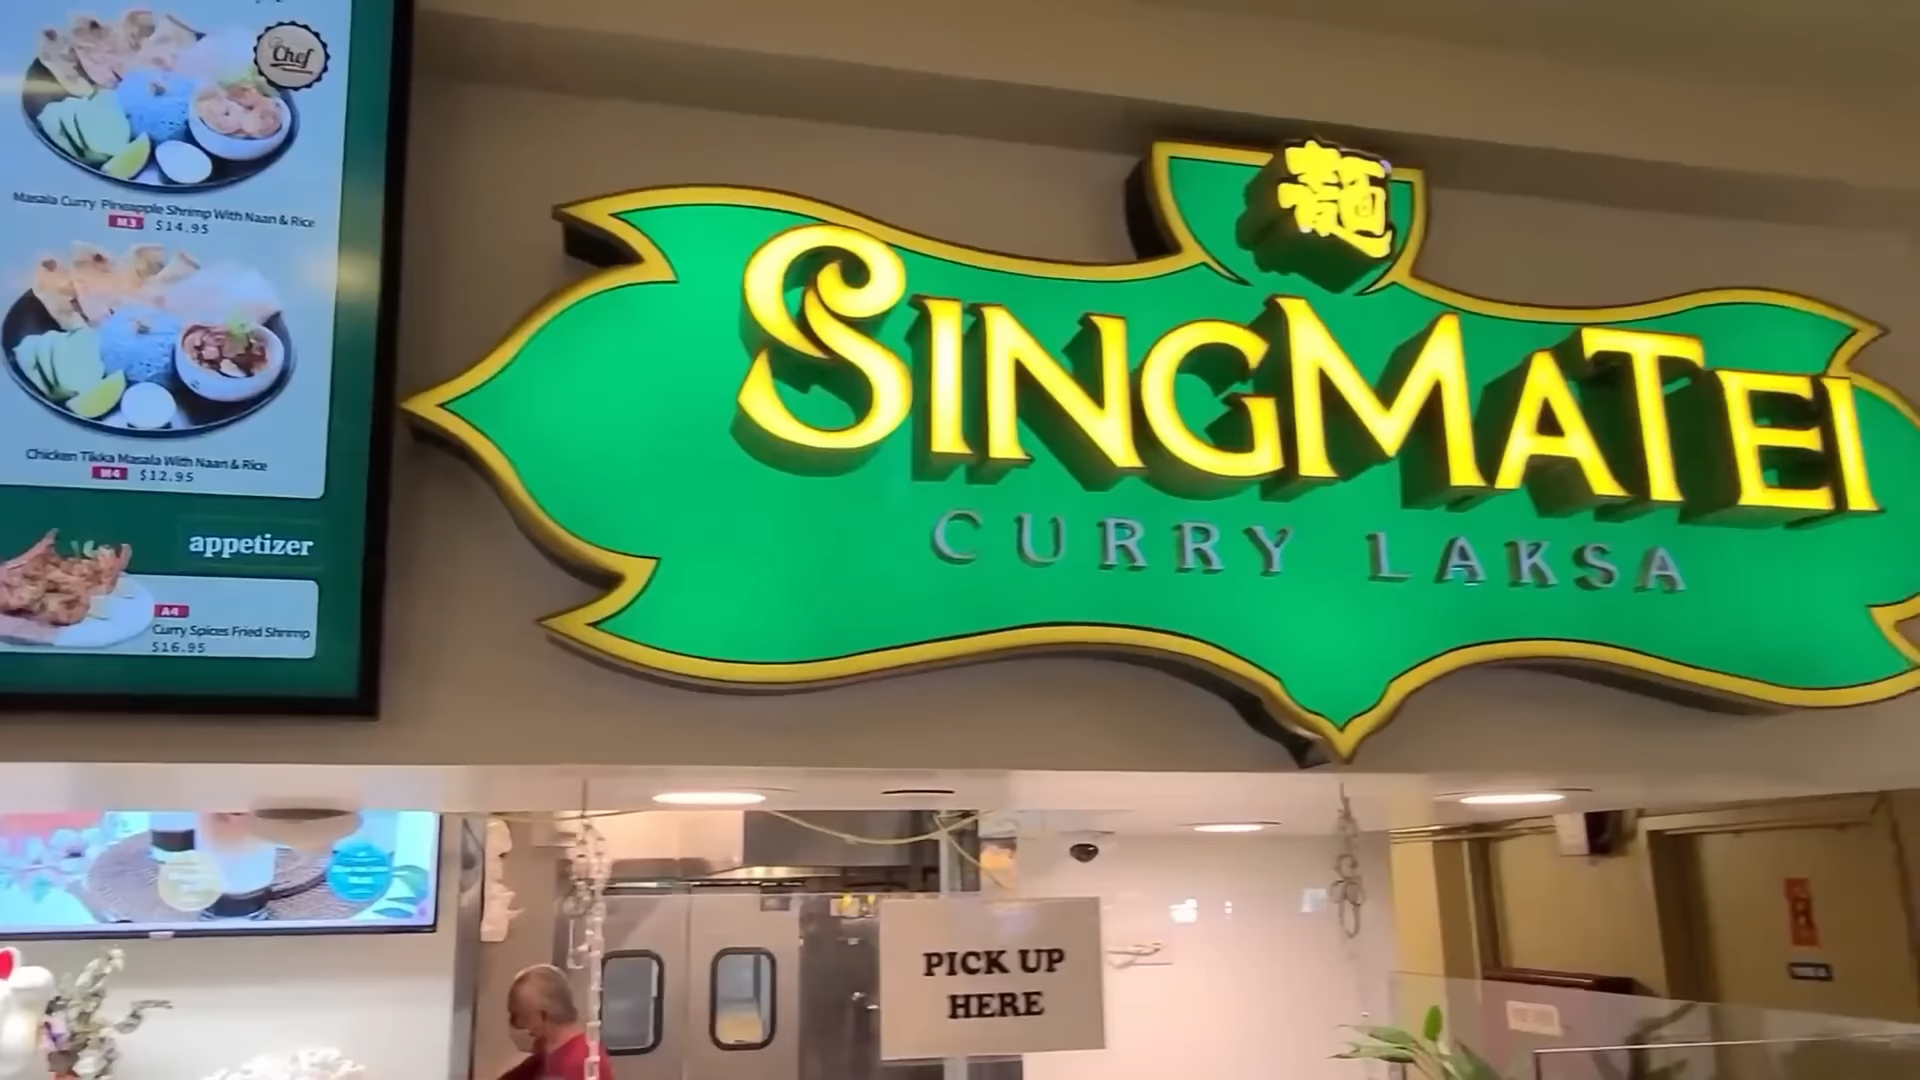 Chef
Masala Curry Pineapple Shrimp With Naan & Rice
M3 $14.95
Chicken Tikka Masala With Naan & Rice
M4 $12.95
appetizer
A4
Curry Spices Fried Shrimp
$16.95
麵
SINGMATEI
CURRY LAKSA
PICK UP
HERE